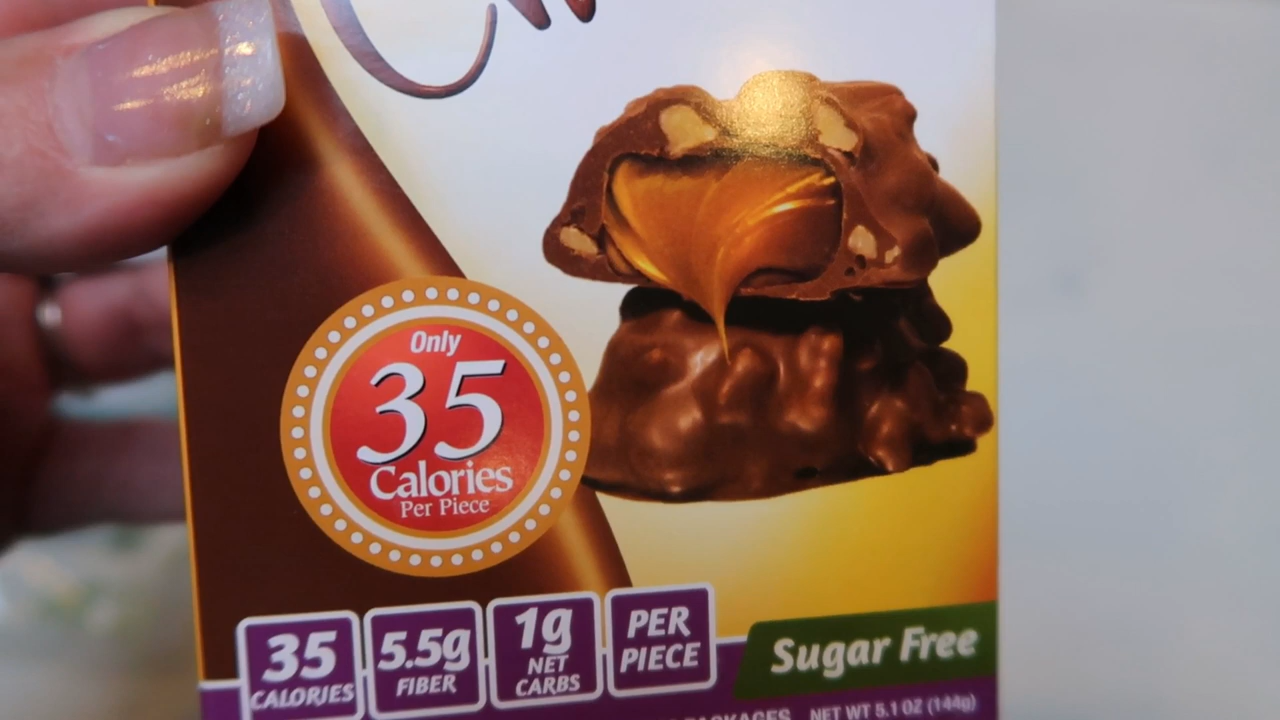 Only
35
Calories
Per Piece
35
CALORIES
5.5g
FIBER
1g
NET
CARBS
PER
PIECE
Sugar Free
PACKAGES NET WT 5.1 OZ (144g)